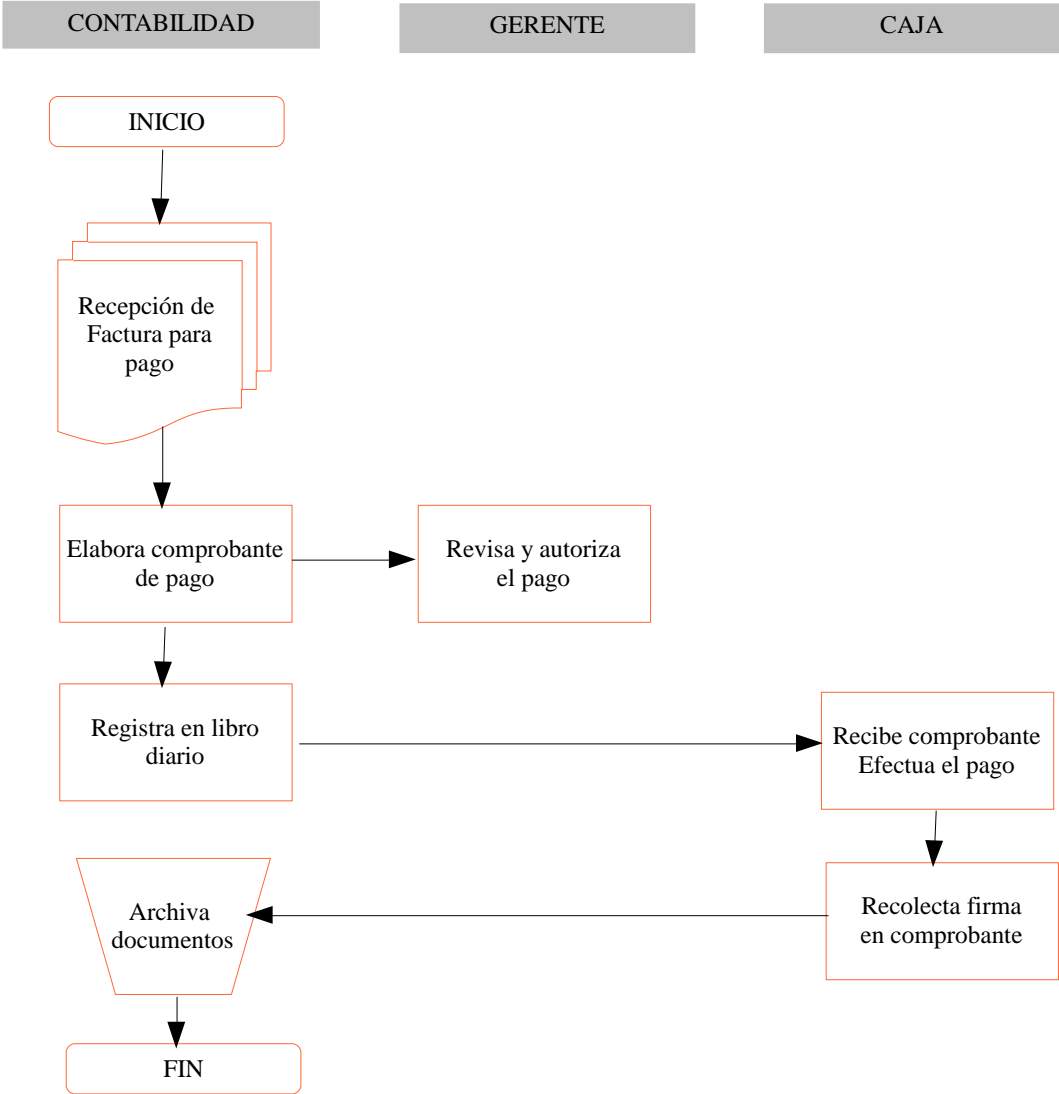 CONTABILIDAD
GERENTE
CAJA
INICIO
Recepción de
Factura para
pago
Elabora comprobante
de pago
Revisa y autoriza
el pago
Registra en libro
diario
Recibe comprobante
Efectua el pago
Archiva
documentos
Recolecta firma
en comprobante
FIN